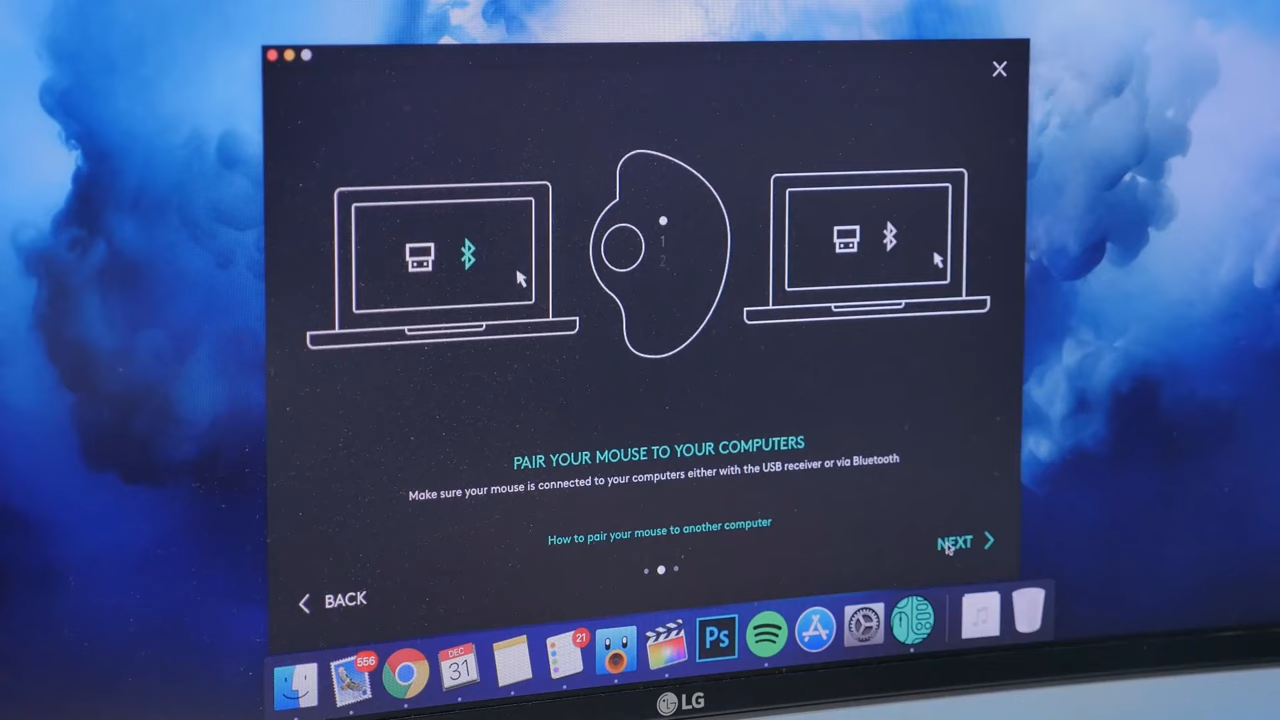 1
2
PAIR YOUR MOUSE TO YOUR COMPUTERS
Make sure your mouse is connected to your computers either with the USB receiver or via Bluetooth
How to pair your mouse to another computer
NEXT
BACK
556
DEC
31
21
Ps
LG